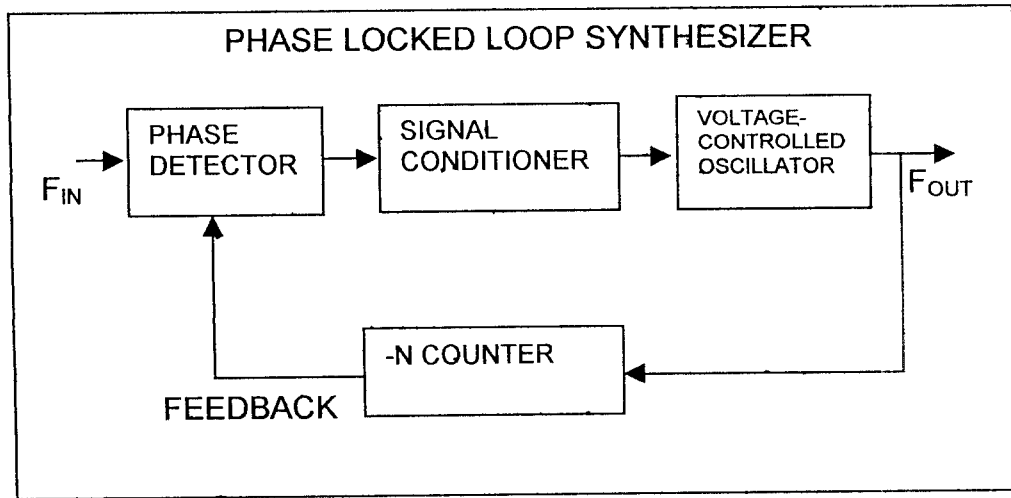 PHASE LOCKED LOOP SYNTHESIZER
PHASE
DETECTOR
SIGNAL
CONDITIONER
VOLTAGE-
CONTROLLED
OSCILLATOR
FIN
FOUT
-N COUNTER
FEEDBACK